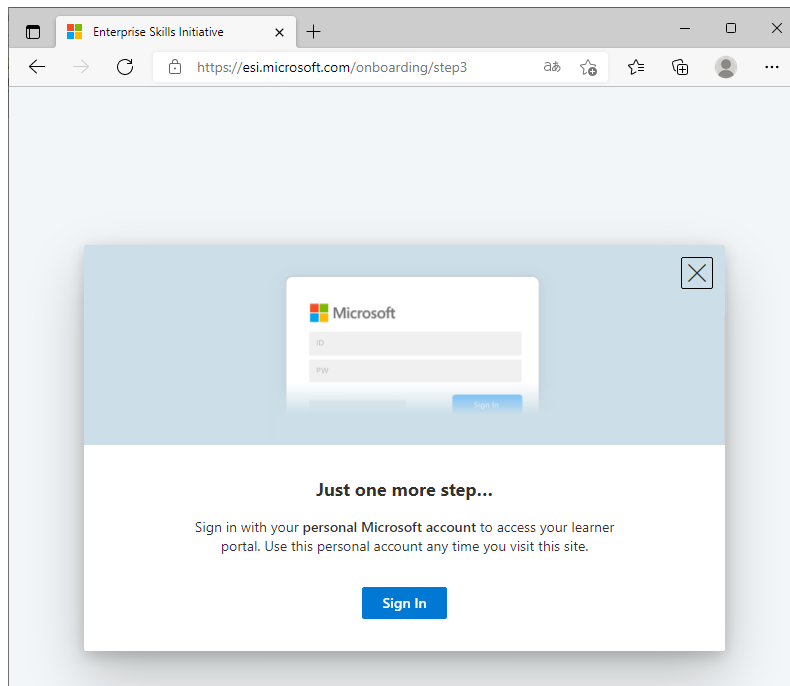 Enterprise Skills Initiative
https://esi.microsoft.com/onboarding/step3
aあ
Microsoft
ID
PW
Sign In
Just one more step...
Sign in with your personal Microsoft account to access your learner
portal. Use this personal account any time you visit this site.
Sign In